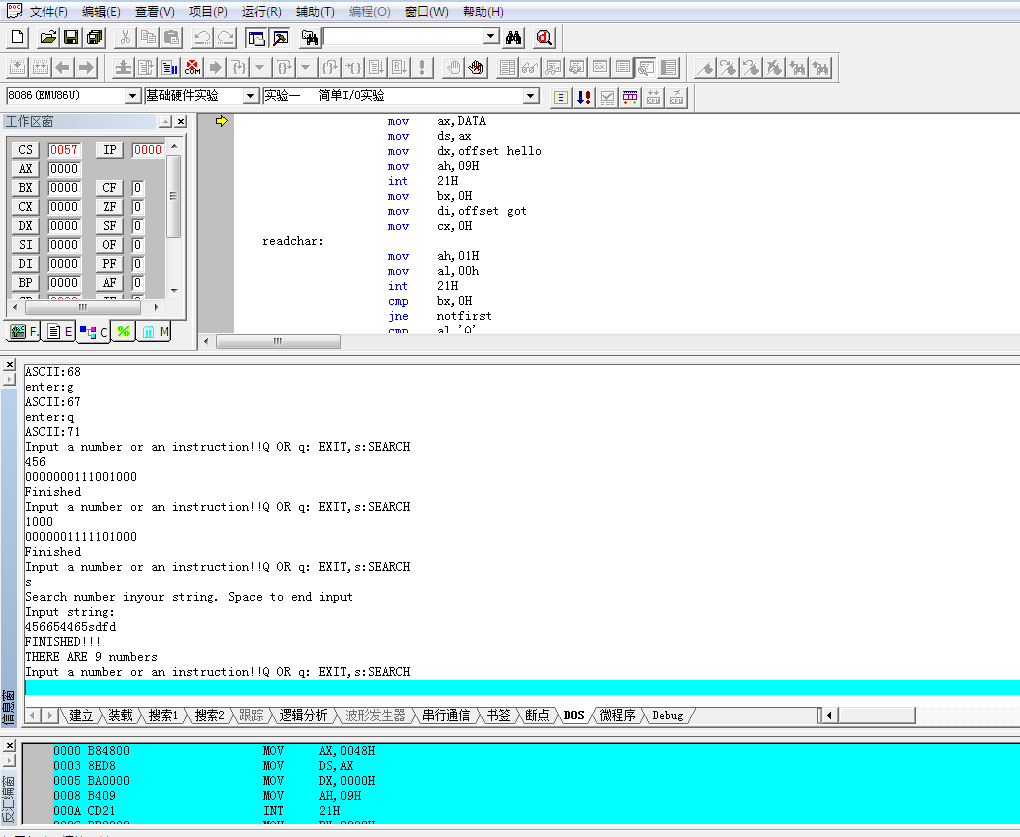 文件(F) 编辑(E) 查看(V) 项目(P) 运行(R) 辅助(T) 编程(O) 窗口(W) 帮助(H)
8086(EMU86U) 基础硬件实验 实验一 简单I/O实验
工作区窗
CS 0057 IP 0000
AX 0000
BX 0000 CF 0
CX 0000 ZF 0
DX 0000 SF 0
SI 0000 OF 0
DI 0000 PF 0
BP 0000 AF 0
F. E C % M
mov ax,DATA
mov ds,ax
mov dx,offset hello
mov ah,09H
int 21H
mov bx,0H
mov di,offset got
mov cx,0H
readchar:
mov ah,01H
mov al,00h
int 21H
cmp bx,0H
jne notfirst
cmp al,'Q'
ASCII:68
enter:g
ASCII:67
enter:q
ASCII:71
Input a number or an instruction!!Q OR q: EXIT,s:SEARCH
456
0000000111001000
Finished
Input a number or an instruction!!Q OR q: EXIT,s:SEARCH
1000
0000001111101000
Finished
Input a number or an instruction!!Q OR q: EXIT,s:SEARCH
s
Search number inyour string. Space to end input
Input string:
456654465sdfd
FINISHED!!!
THERE ARE 9 numbers
Input a number or an instruction!!Q OR q: EXIT,s:SEARCH
信息窗
建立 装载 搜索1 搜索2 跟踪 逻辑分析 波形发生器 串行通信 书签 断点 DOS 微程序 Debug
0000 B84800 MOV AX,0048H
0003 8ED8 MOV DS,AX
0005 BA0000 MOV DX,0000H
0008 B409 MOV AH,09H
000A CD21 INT 21H
反汇编窗